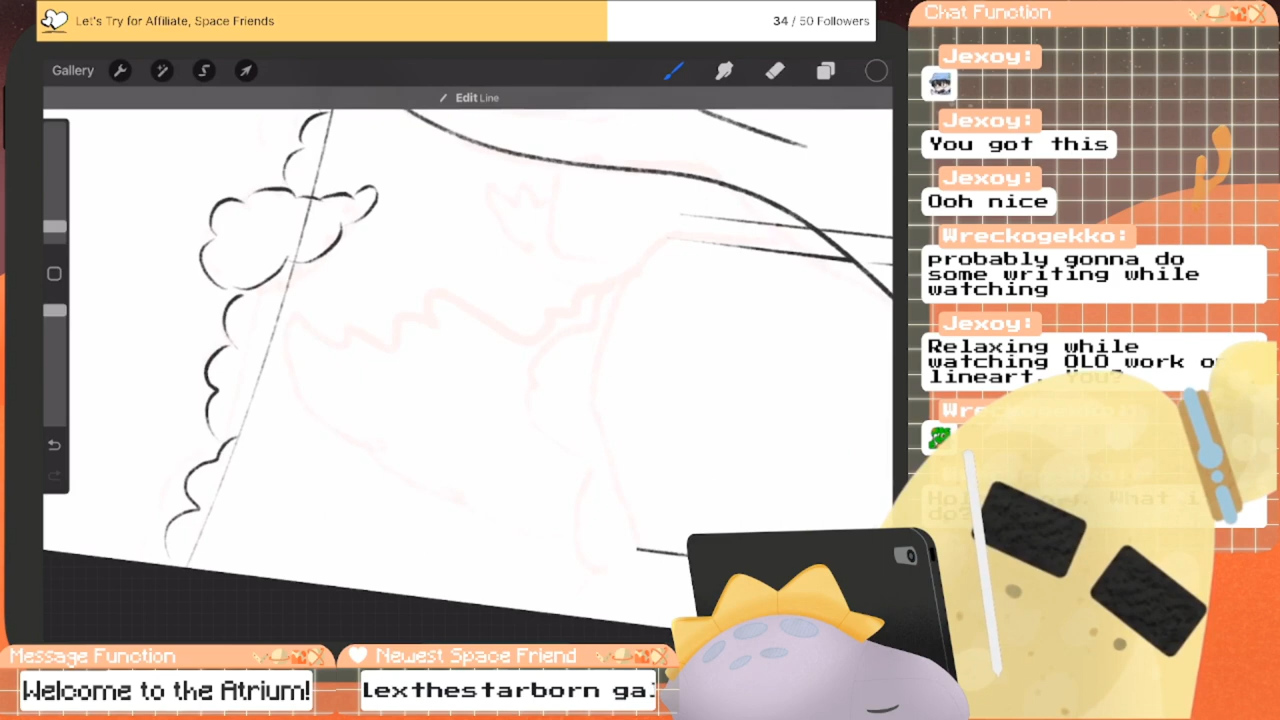 Let's Try for Affiliate, Space Friends
34 / 50 Followers
Gallery
Edit Line
Chat Function
Jexoy:
Jexoy:
You got this
Jexoy:
Ooh nice
Wreckogekko:
probably gonna do
some writing while
watching
Jexoy:
Relaxing while
watching OLO work
lineart. You?
Message Function
Welcome to the Atrium!
Newest Space Friend
lexthestarborn